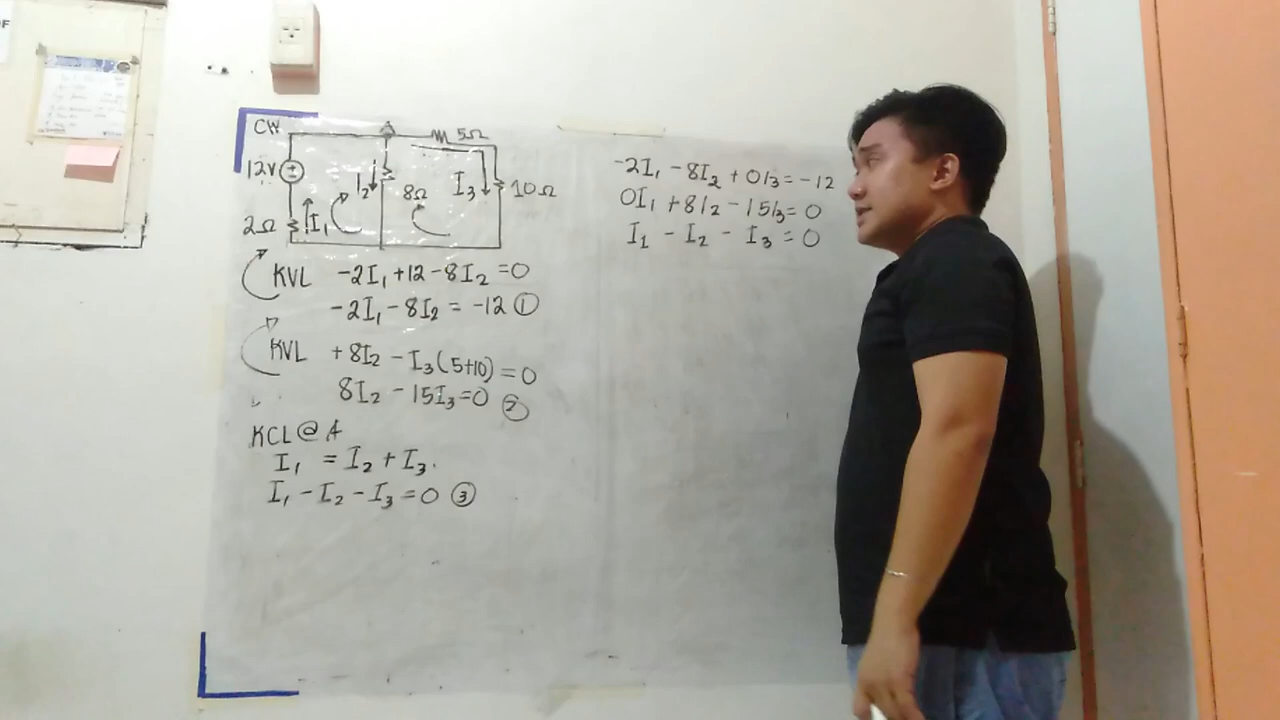 CW
5Ω
12V
I2
8Ω
I3
10Ω
2Ω
I1
KVL -2I1 +12 -8I2 =0
-2I1 -8I2 = -12 ①
KVL +8I2 - I3(5+10) = 0
8I2 - 15I3 = 0 ②
KCL @ A
I1 = I2 + I3.
I1 - I2 - I3 = 0 ③
-2I1 - 8I2 + 0I3 = -12
0I1 + 8I2 - 15I3 = 0
I1 - I2 - I3 = 0